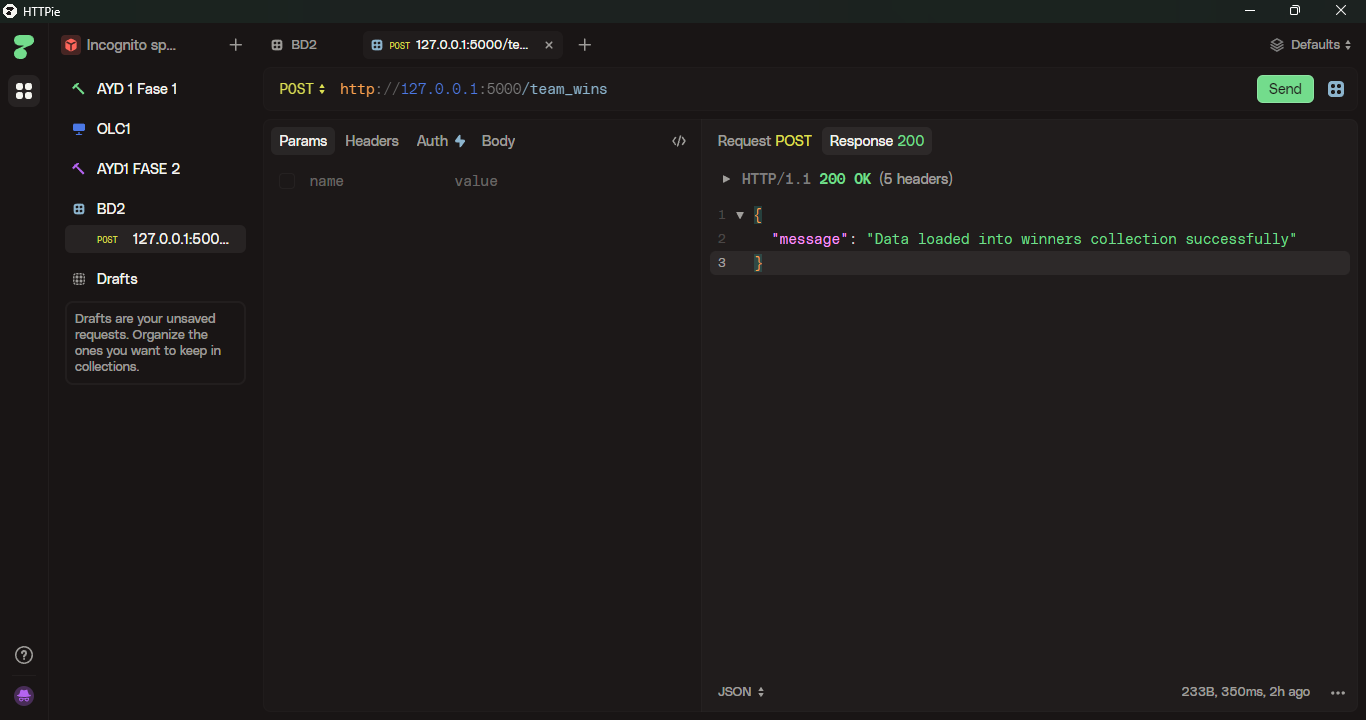 HTTPie
Incognito sp...
BD2
POST 127.0.0.1:5000/te...
Defaults
AYD 1 Fase 1
OLC1
AYD1 FASE 2
BD2
POST 127.0.0.1:500...
Drafts
Drafts are your unsaved
requests. Organize the
ones you want to keep in
collections.
POST http://127.0.0.1:5000/team_wins
Send
Params Headers Auth Body
name value
Request POST Response 200
HTTP/1.1 200 OK (5 headers)
1 {
2 "message": "Data loaded into winners collection successfully"
3 }
JSON
233B, 350ms, 2h ago